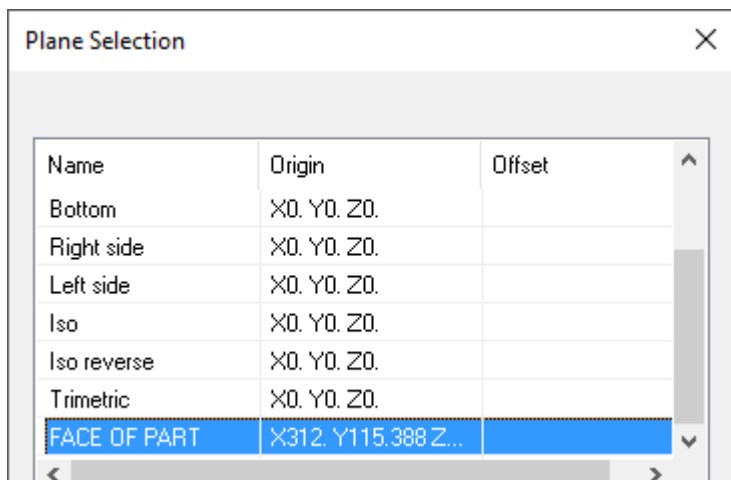 Plane Selection
Name Origin Offset
Bottom X0. Y0. Z0.
Right side X0. Y0. Z0.
Left side X0. Y0. Z0.
Iso X0. Y0. Z0.
Iso reverse X0. Y0. Z0.
Trimetric X0. Y0. Z0.
FACE OF PART X312. Y115.388 Z...